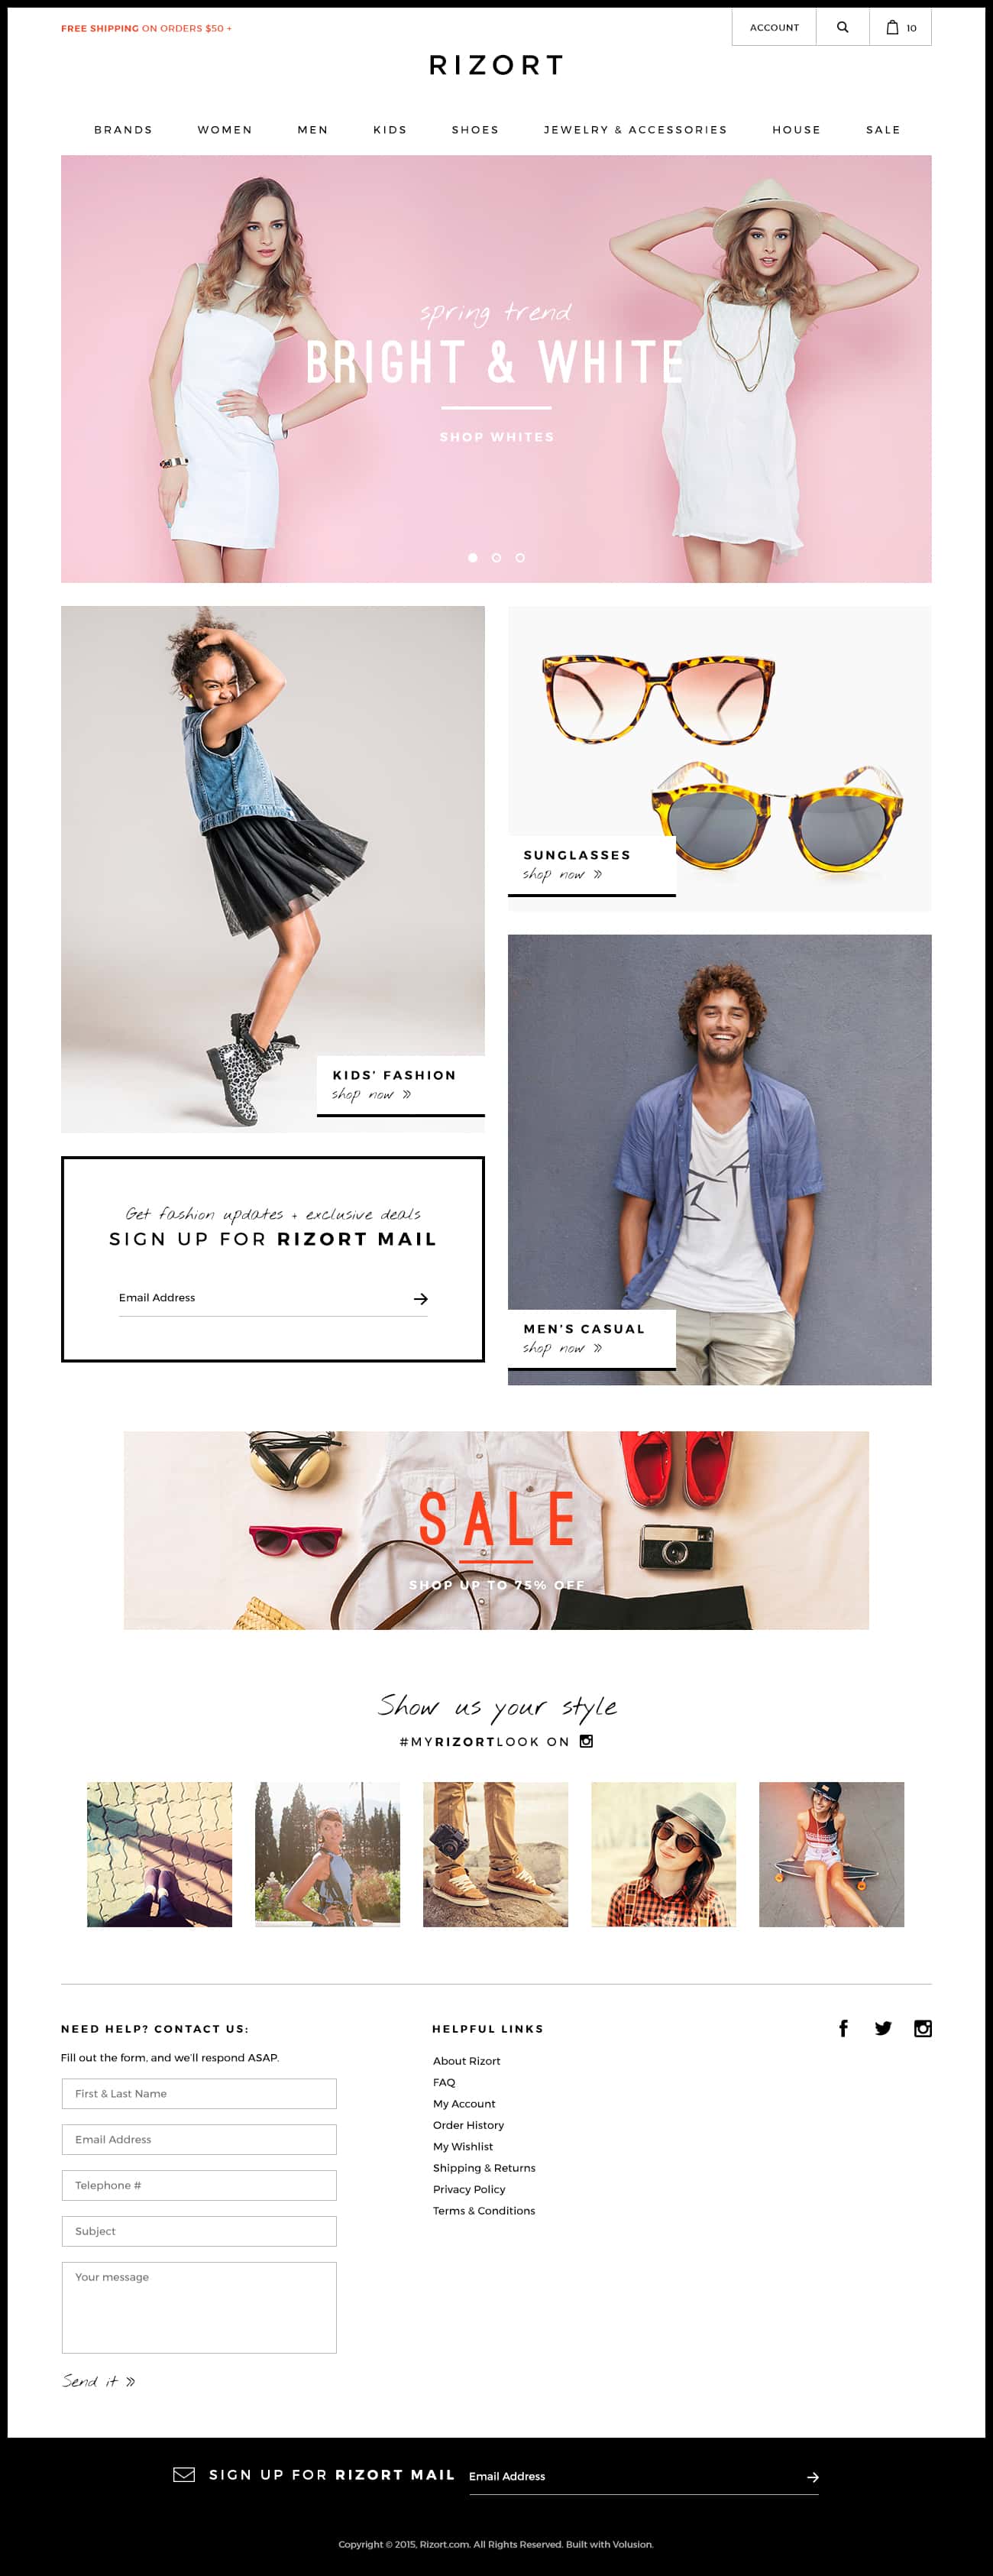 FREE SHIPPING ON ORDERS $50 +
ACCOUNT
10
RIZORT
BRANDS WOMEN MEN KIDS SHOES JEWELRY & ACCESSORIES HOUSE SALE
spring trend
BRIGHT & WHITE
SHOP WHITES
SUNGLASSES
shop now »
KIDS' FASHION
shop now »
Get fashion updates + exclusive deals
SIGN UP FOR RIZORT MAIL
Email Address
MEN'S CASUAL
shop now »
SALE
SHOP UP TO 75% OFF
Show us your style
#MYRIZORTLOOK ON
NEED HELP? CONTACT US:
Fill out the form, and we'll respond ASAP.
First & Last Name
Email Address
Telephone #
Subject
Your message
Send it »
HELPFUL LINKS
About Rizort
FAQ
My Account
Order History
My Wishlist
Shipping & Returns
Privacy Policy
Terms & Conditions
SIGN UP FOR RIZORT MAIL Email Address
Copyright © 2015, Rizort.com. All Rights Reserved. Built with Volusion.